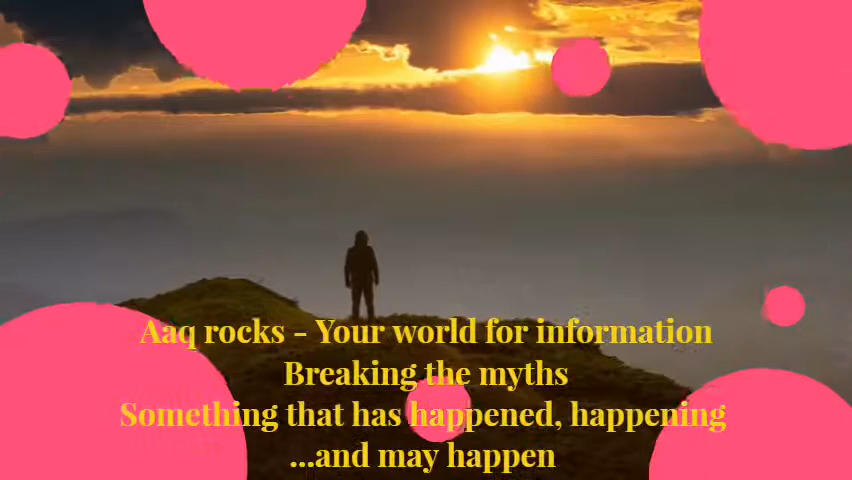 Aaq rocks - Your world for information
Breaking the myths
Something that has happened, happening
...and may happen